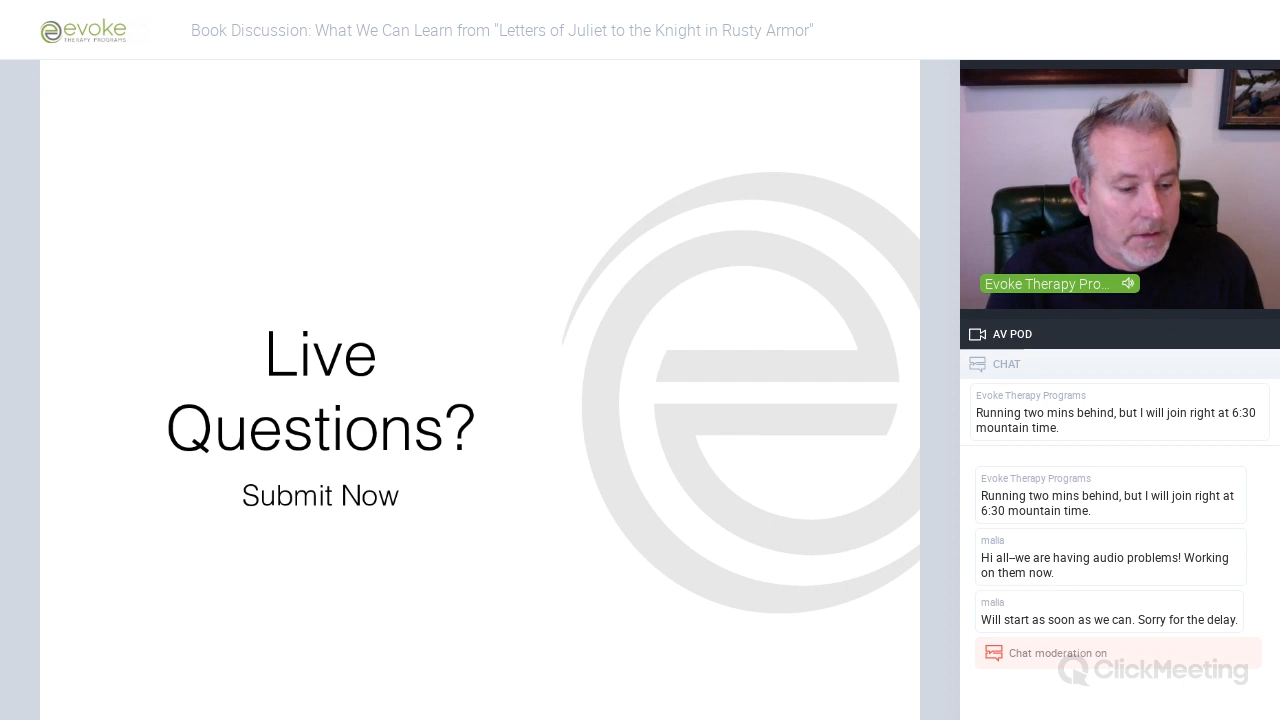 evoke
THERAPY PROGRAMS
Book Discussion: What We Can Learn from "Letters of Juliet to the Knight in Rusty Armor"
Live
Questions?
Submit Now
Evoke Therapy Pro...
AV POD
CHAT
Evoke Therapy Programs
Running two mins behind, but I will join right at 6:30
mountain time.
Evoke Therapy Programs
Running two mins behind, but I will join right at
6:30 mountain time.
malia
Hi all--we are having audio problems! Working
on them now.
malia
Will start as soon as we can. Sorry for the delay.
Chat moderation on
ClickMeeting